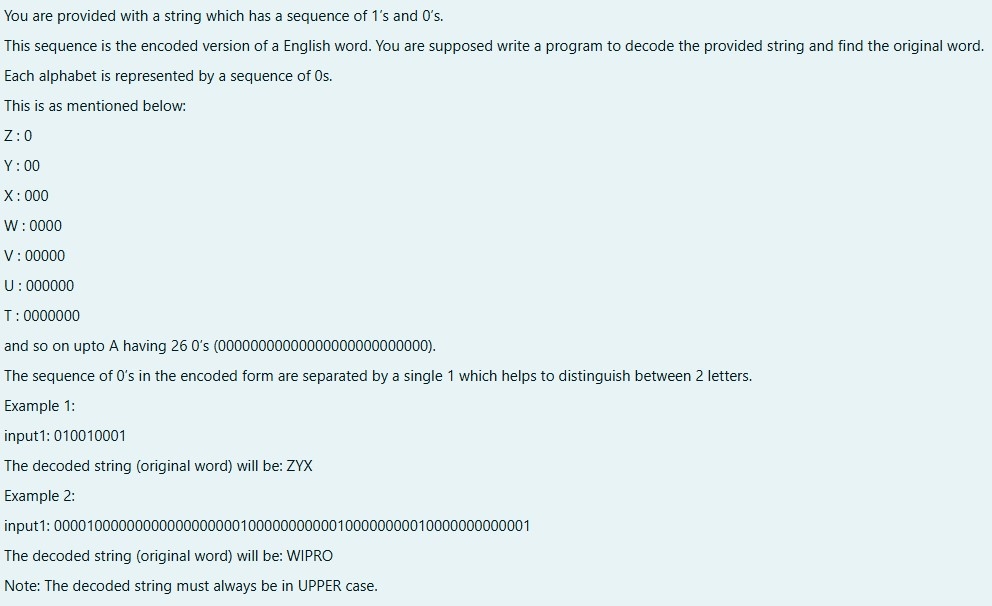 You are provided with a string which has a sequence of 1's and 0's.
This sequence is the encoded version of a English word. You are supposed write a program to decode the provided string and find the original word.
Each alphabet is represented by a sequence of 0s.
This is as mentioned below:
Z : 0
Y : 00
X : 000
W : 0000
V : 00000
U : 000000
T : 0000000
and so on upto A having 26 0's (00000000000000000000000000).
The sequence of 0's in the encoded form are separated by a single 1 which helps to distinguish between 2 letters.
Example 1:
input1: 010010001
The decoded string (original word) will be: ZYX
Example 2:
input1: 00001000000000000000000100000000000100000000010000000000001
The decoded string (original word) will be: WIPRO
Note: The decoded string must always be in UPPER case.